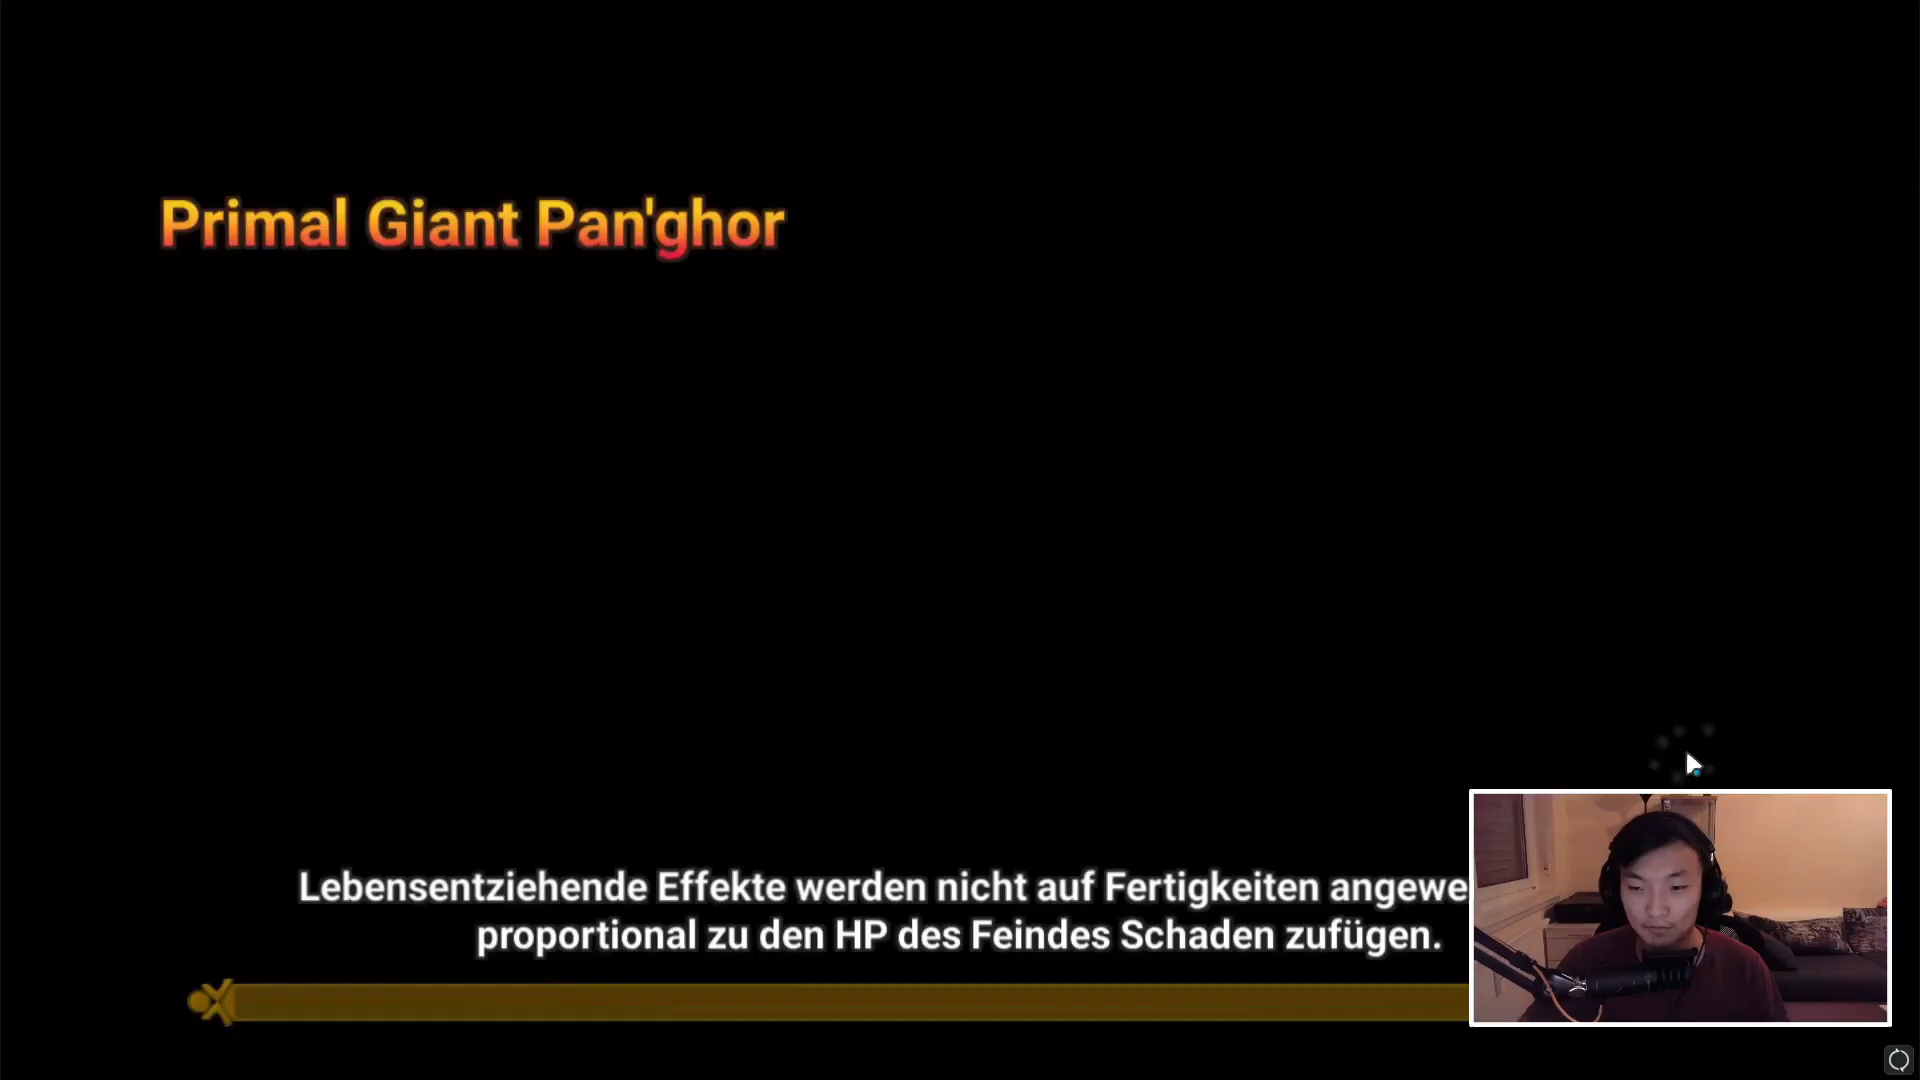 Primal Giant Pan'ghor
Lebensentziehende Effekte werden nicht auf Fertigkeiten angewe
proportional zu den HP des Feindes Schaden zufügen.